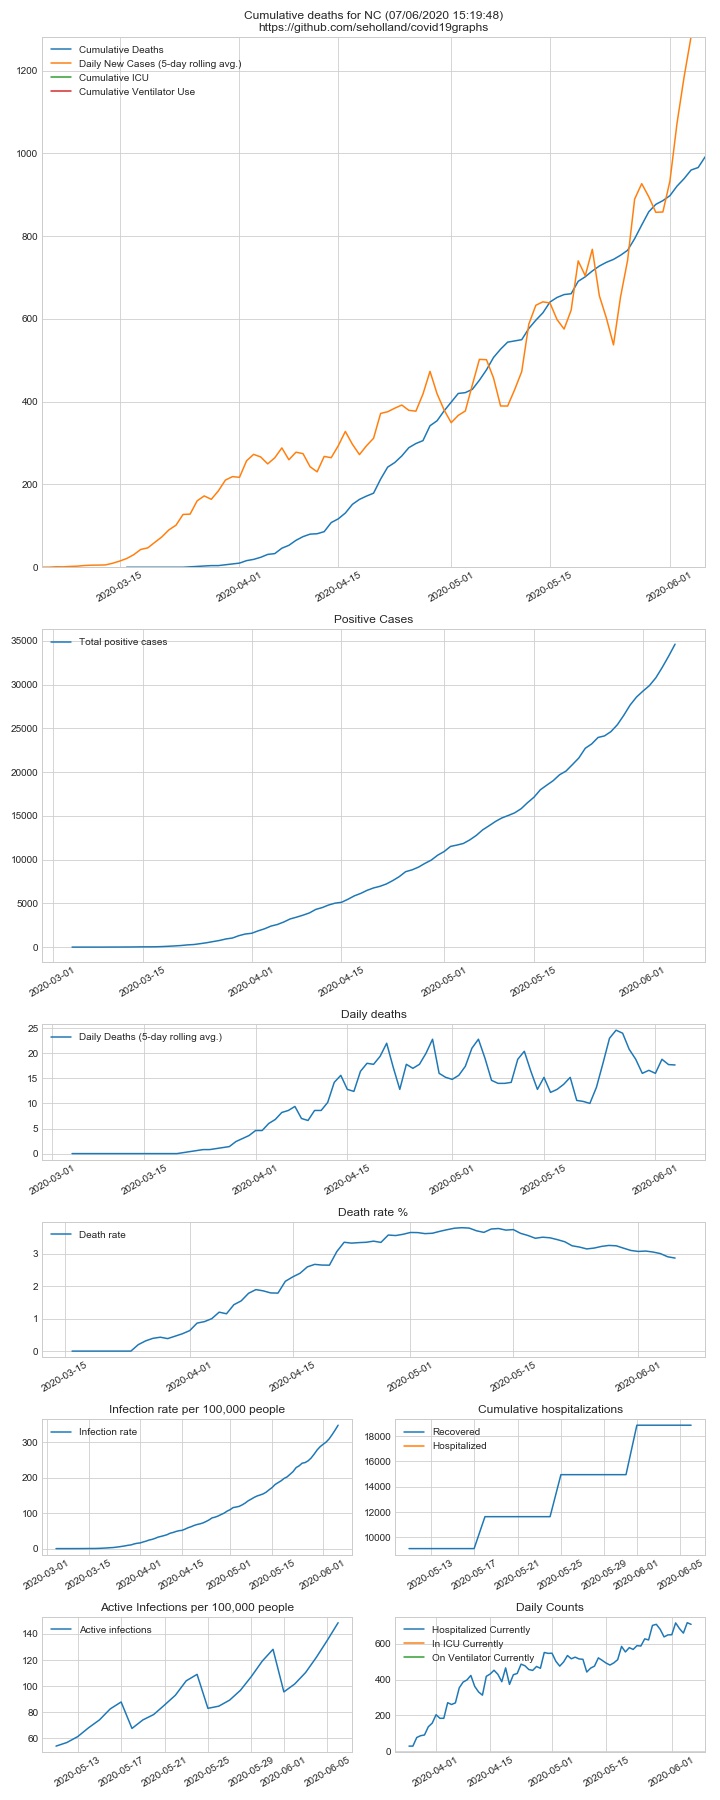 Cumulative deaths for NC (07/06/2020 15:19:48)
https://github.com/seholland/covid19graphs
Cumulative Deaths
Daily New Cases (5-day rolling avg.)
Cumulative ICU
Cumulative Ventilator Use
1200
1000
800
600
400
200
0
2020-03-15 2020-04-01 2020-04-15 2020-05-01 2020-05-15 2020-06-01
Positive Cases
Total positive cases
35000
30000
25000
20000
15000
10000
5000
0
2020-03-01 2020-03-15 2020-04-01 2020-04-15 2020-05-01 2020-05-15 2020-06-01
Daily deaths
Daily Deaths (5-day rolling avg.)
25
20
15
10
5
0
2020-03-01 2020-03-15 2020-04-01 2020-04-15 2020-05-01 2020-05-15 2020-06-01
Death rate %
Death rate
3
2
1
0
2020-03-15 2020-04-01 2020-04-15 2020-05-01 2020-05-15 2020-06-01
Infection rate per 100,000 people
Infection rate
300
200
100
0
2020-03-01 2020-03-15 2020-04-01 2020-04-15 2020-05-01 2020-05-15 2020-06-01
Cumulative hospitalizations
Recovered
Hospitalized
18000
16000
14000
12000
10000
2020-05-13 2020-05-17 2020-05-21 2020-05-25 2020-05-29 2020-06-01 2020-06-05
Active Infections per 100,000 people
Active infections
140
120
100
80
60
2020-05-13 2020-05-17 2020-05-21 2020-05-25 2020-05-29 2020-06-01 2020-06-05
Daily Counts
Hospitalized Currently
In ICU Currently
On Ventilator Currently
600
400
200
0
2020-04-01 2020-04-15 2020-05-01 2020-05-15 2020-06-01